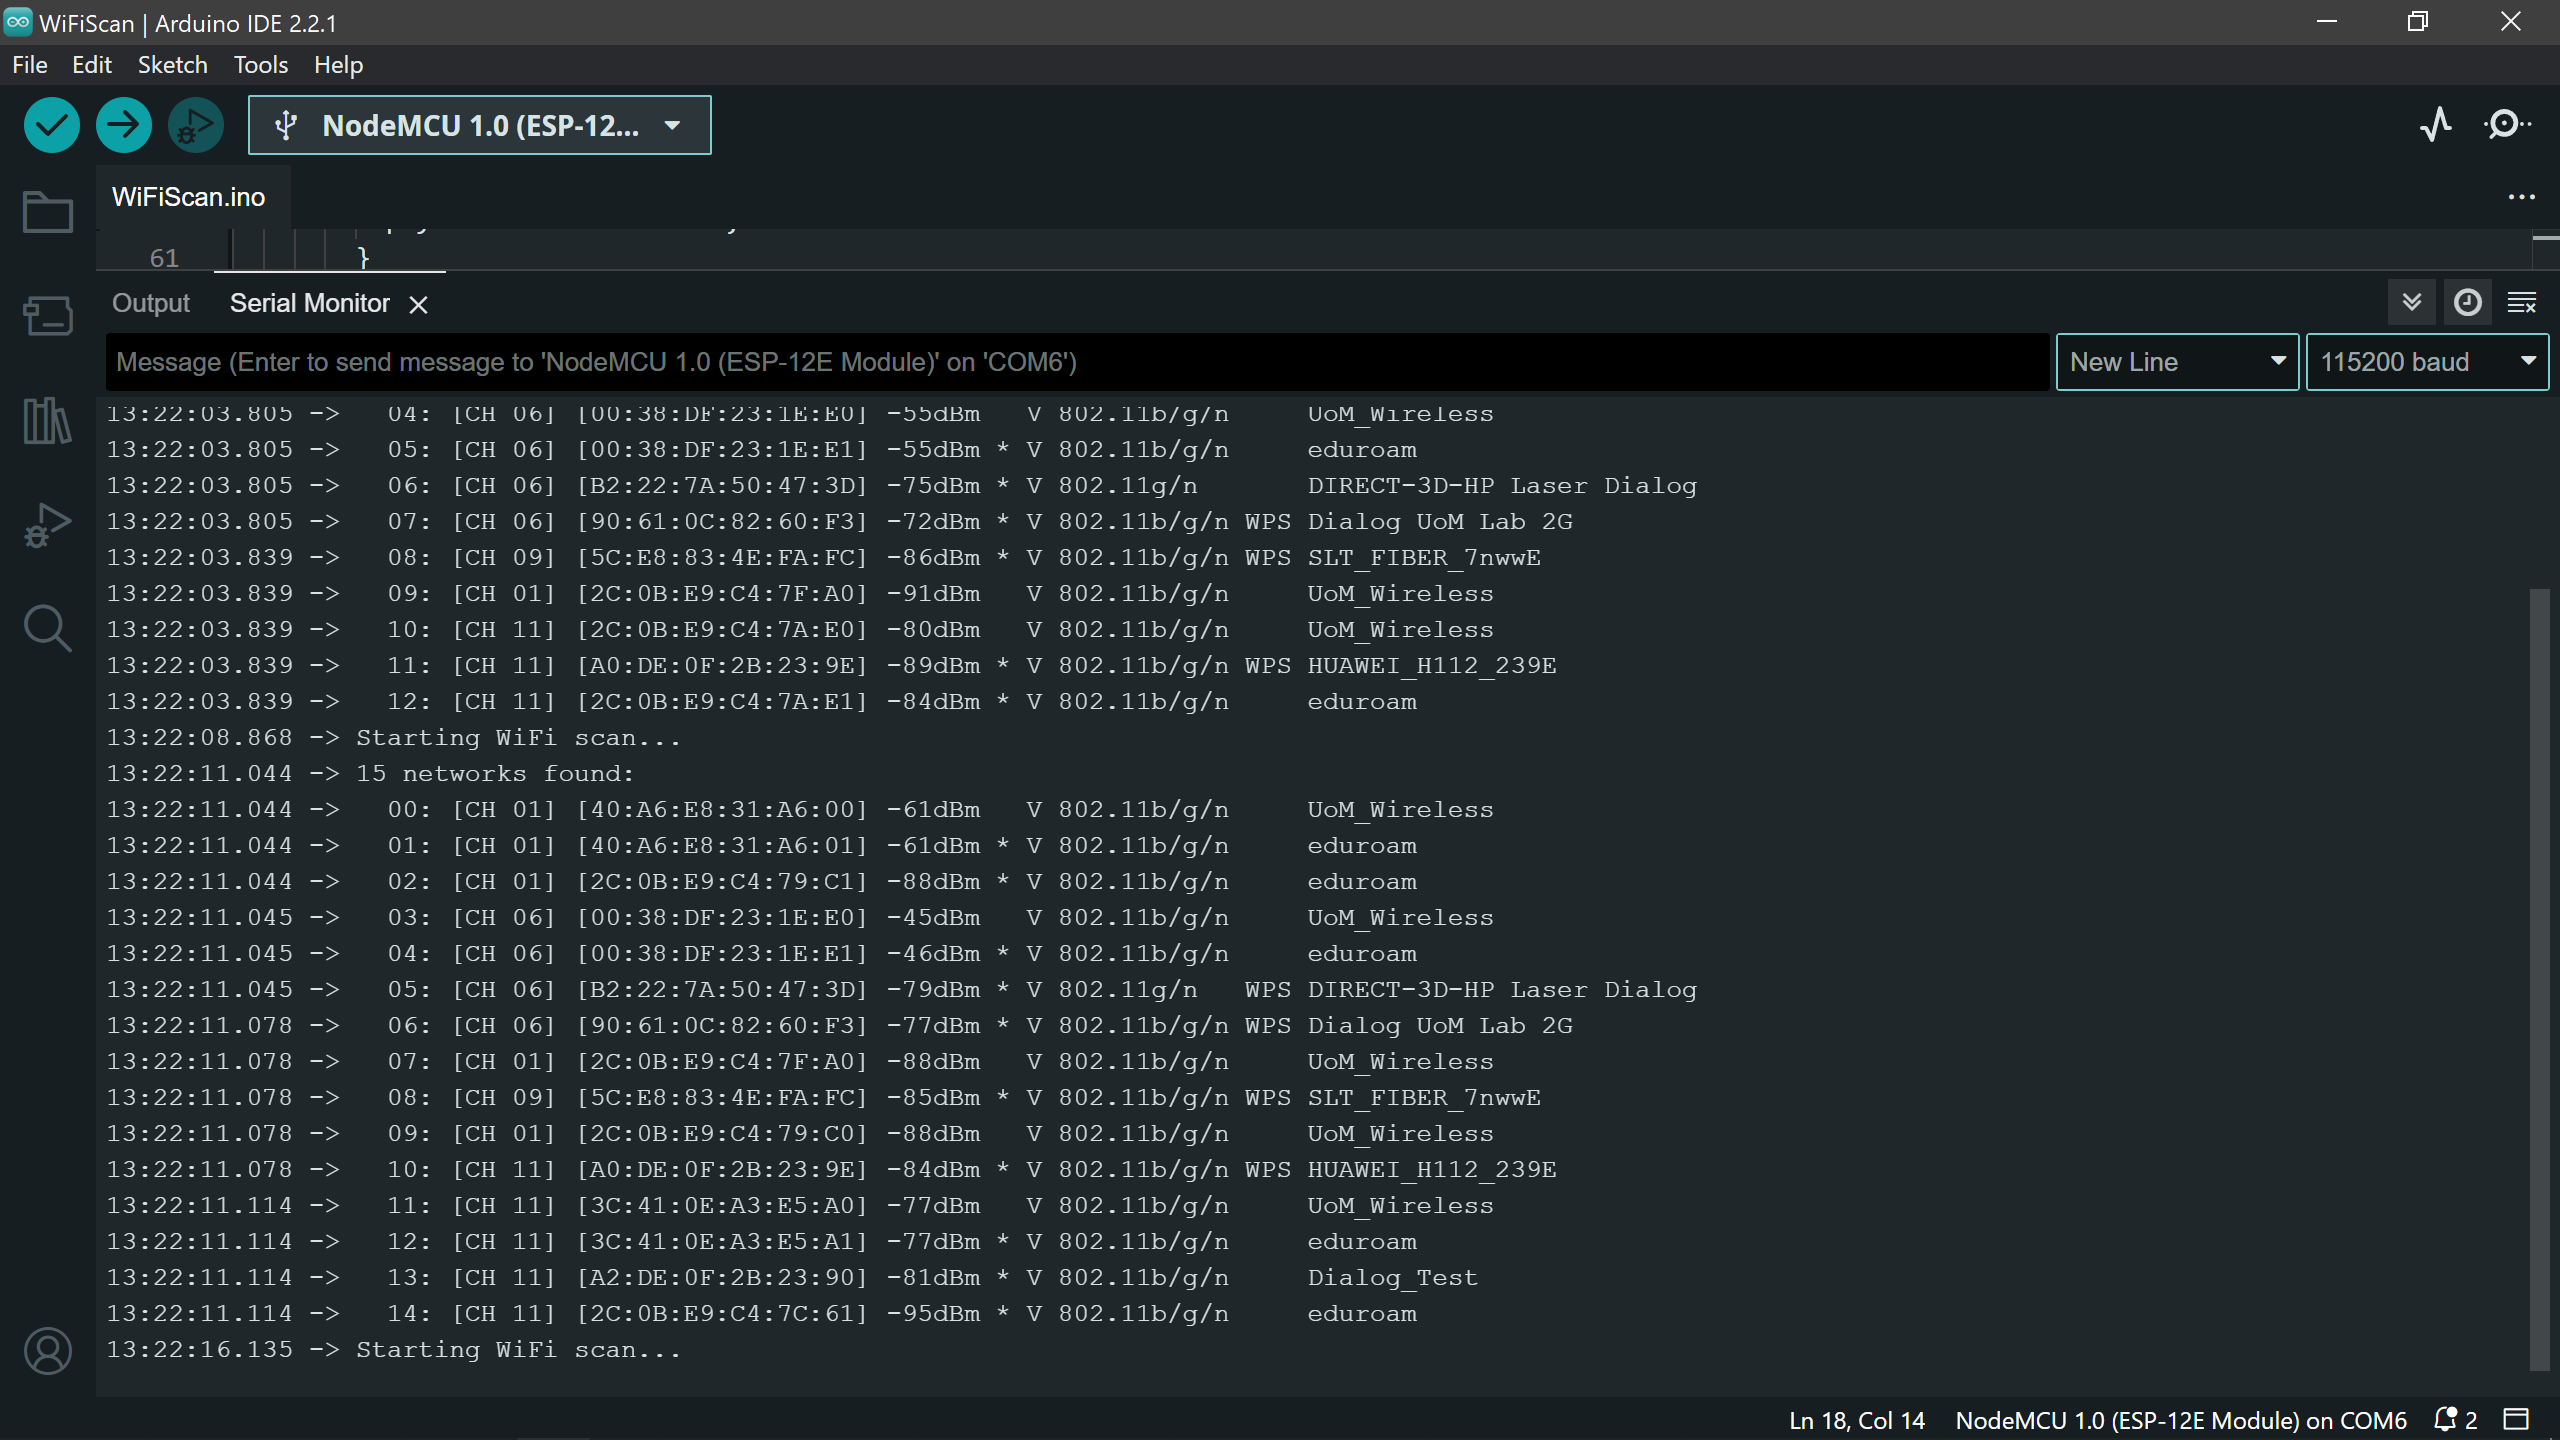 WiFiScan | Arduino IDE 2.2.1
File Edit Sketch Tools Help
NodeMCU 1.0 (ESP-12...
WiFiScan.ino
61 }
Output Serial Monitor
Message (Enter to send message to 'NodeMCU 1.0 (ESP-12E Module)' on 'COM6') New Line 115200 baud
13:22:03.805 -> 04: [CH 06] [00:38:DF:23:1E:E0] -55dBm V 802.11b/g/n UoM_Wireless
13:22:03.805 -> 05: [CH 06] [00:38:DF:23:1E:E1] -55dBm * V 802.11b/g/n eduroam
13:22:03.805 -> 06: [CH 06] [B2:22:7A:50:47:3D] -75dBm * V 802.11g/n DIRECT-3D-HP Laser Dialog
13:22:03.805 -> 07: [CH 06] [90:61:0C:82:60:F3] -72dBm * V 802.11b/g/n WPS Dialog UoM Lab 2G
13:22:03.839 -> 08: [CH 09] [5C:E8:83:4E:FA:FC] -86dBm * V 802.11b/g/n WPS SLT_FIBER_7nwwE
13:22:03.839 -> 09: [CH 01] [2C:0B:E9:C4:7F:A0] -91dBm V 802.11b/g/n UoM_Wireless
13:22:03.839 -> 10: [CH 11] [2C:0B:E9:C4:7A:E0] -80dBm V 802.11b/g/n UoM_Wireless
13:22:03.839 -> 11: [CH 11] [A0:DE:0F:2B:23:9E] -89dBm * V 802.11b/g/n WPS HUAWEI_H112_239E
13:22:03.839 -> 12: [CH 11] [2C:0B:E9:C4:7A:E1] -84dBm * V 802.11b/g/n eduroam
13:22:08.868 -> Starting WiFi scan...
13:22:11.044 -> 15 networks found:
13:22:11.044 -> 00: [CH 01] [40:A6:E8:31:A6:00] -61dBm V 802.11b/g/n UoM_Wireless
13:22:11.044 -> 01: [CH 01] [40:A6:E8:31:A6:01] -61dBm * V 802.11b/g/n eduroam
13:22:11.044 -> 02: [CH 01] [2C:0B:E9:C4:79:C1] -88dBm * V 802.11b/g/n eduroam
13:22:11.045 -> 03: [CH 06] [00:38:DF:23:1E:E0] -45dBm V 802.11b/g/n UoM_Wireless
13:22:11.045 -> 04: [CH 06] [00:38:DF:23:1E:E1] -46dBm * V 802.11b/g/n eduroam
13:22:11.045 -> 05: [CH 06] [B2:22:7A:50:47:3D] -79dBm * V 802.11g/n WPS DIRECT-3D-HP Laser Dialog
13:22:11.078 -> 06: [CH 06] [90:61:0C:82:60:F3] -77dBm * V 802.11b/g/n WPS Dialog UoM Lab 2G
13:22:11.078 -> 07: [CH 01] [2C:0B:E9:C4:7F:A0] -88dBm V 802.11b/g/n UoM_Wireless
13:22:11.078 -> 08: [CH 09] [5C:E8:83:4E:FA:FC] -85dBm * V 802.11b/g/n WPS SLT_FIBER_7nwwE
13:22:11.078 -> 09: [CH 01] [2C:0B:E9:C4:79:C0] -88dBm V 802.11b/g/n UoM_Wireless
13:22:11.078 -> 10: [CH 11] [A0:DE:0F:2B:23:9E] -84dBm * V 802.11b/g/n WPS HUAWEI_H112_239E
13:22:11.114 -> 11: [CH 11] [3C:41:0E:A3:E5:A0] -77dBm V 802.11b/g/n UoM_Wireless
13:22:11.114 -> 12: [CH 11] [3C:41:0E:A3:E5:A1] -77dBm * V 802.11b/g/n eduroam
13:22:11.114 -> 13: [CH 11] [A2:DE:0F:2B:23:90] -81dBm * V 802.11b/g/n Dialog_Test
13:22:11.114 -> 14: [CH 11] [2C:0B:E9:C4:7C:61] -95dBm * V 802.11b/g/n eduroam
13:22:16.135 -> Starting WiFi scan...
Ln 18, Col 14 NodeMCU 1.0 (ESP-12E Module) on COM6 2